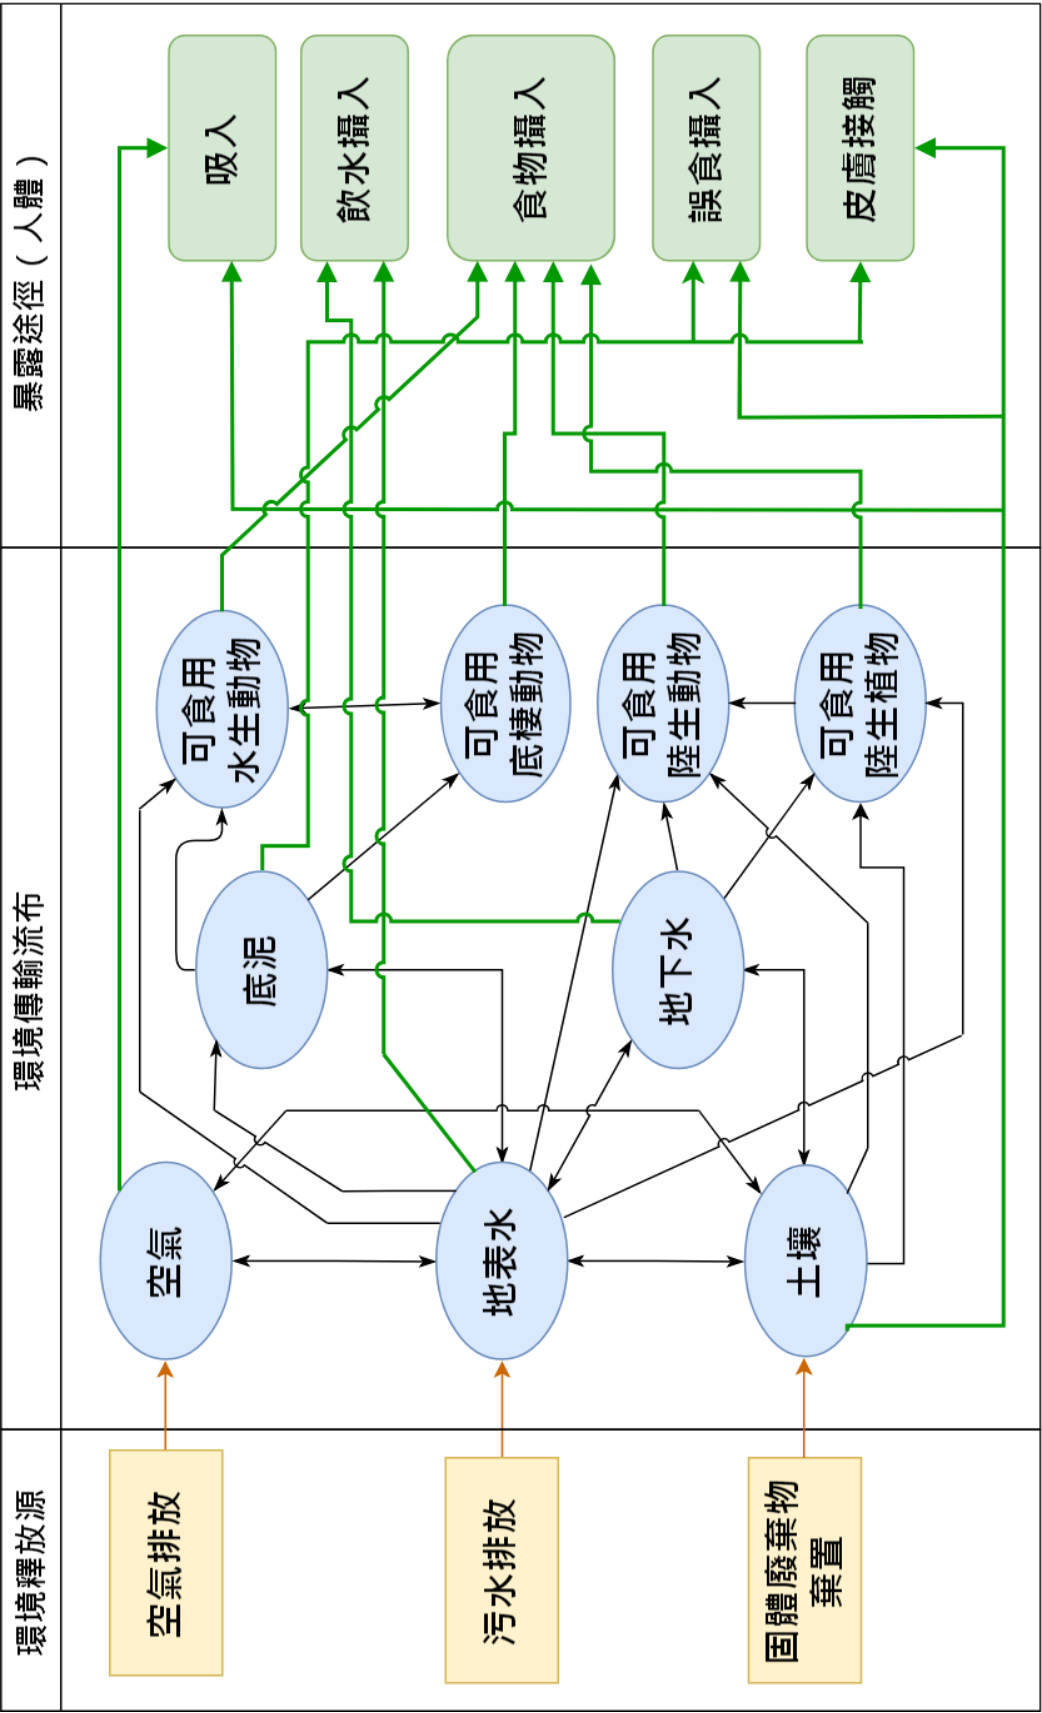 環境釋放源
環境傳輸流布
暴露途徑（人體）
空氣排放
污水排放
固體廢棄物
棄置
空氣
地表水
土壤
底泥
地下水
可食用
水生動物
可食用
底棲動物
可食用
陸生動物
可食用
陸生植物
吸入
飲水攝入
食物攝入
誤食攝入
皮膚接觸